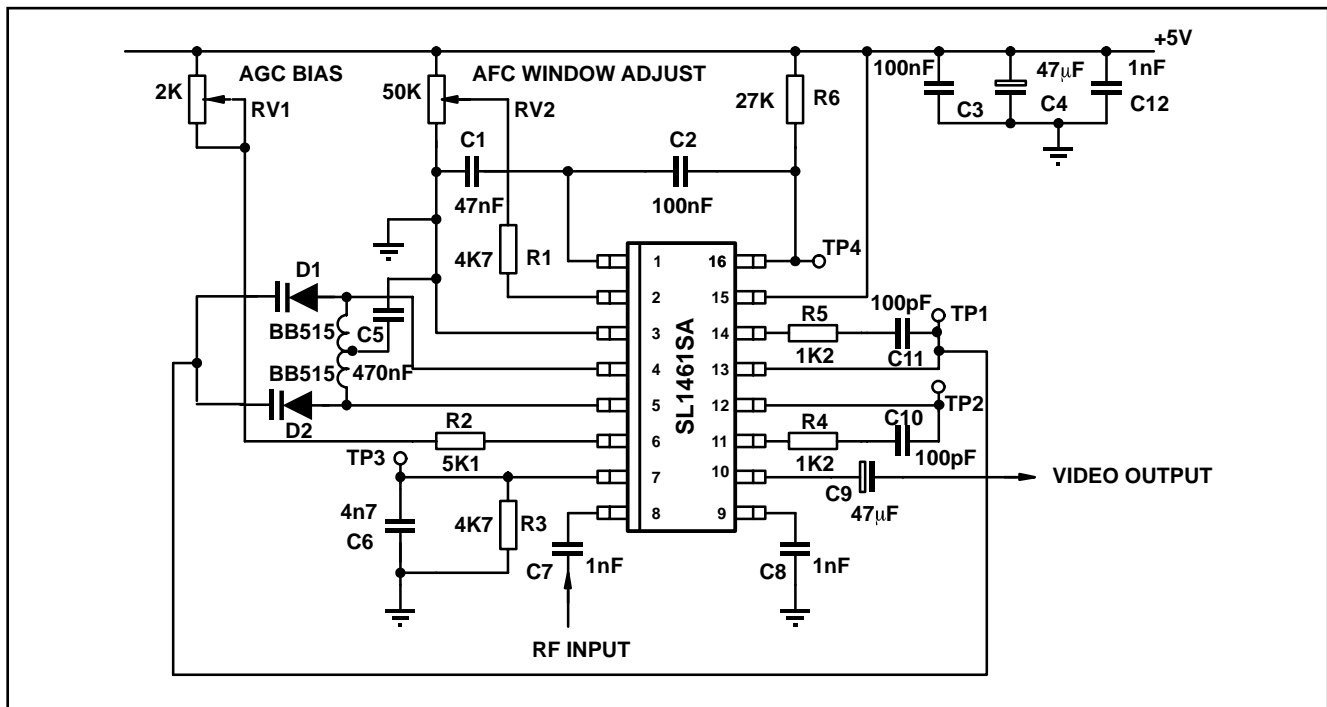 +5V
AGC BIAS
AFC WINDOW ADJUST
100nF
47µF
1nF
2K
50K
27K
R6
RV1
RV2
C3
C4
C12
C1
C2
47nF
100nF
TP4
4K7
R1
1
16
D1
2
15
100pF
BB515
R5
TP1
C5
3
14
1K2
C11
BB515
470nF
4
13
SL1461SA
D2
5
12
TP2
R2
R4
C10
6
11
TP3
5K1
1K2
100pF
7
10
VIDEO OUTPUT
C9
4n7
4K7
R3
8
9
47µF
C6
C7
1nF
C8
1nF
RF INPUT